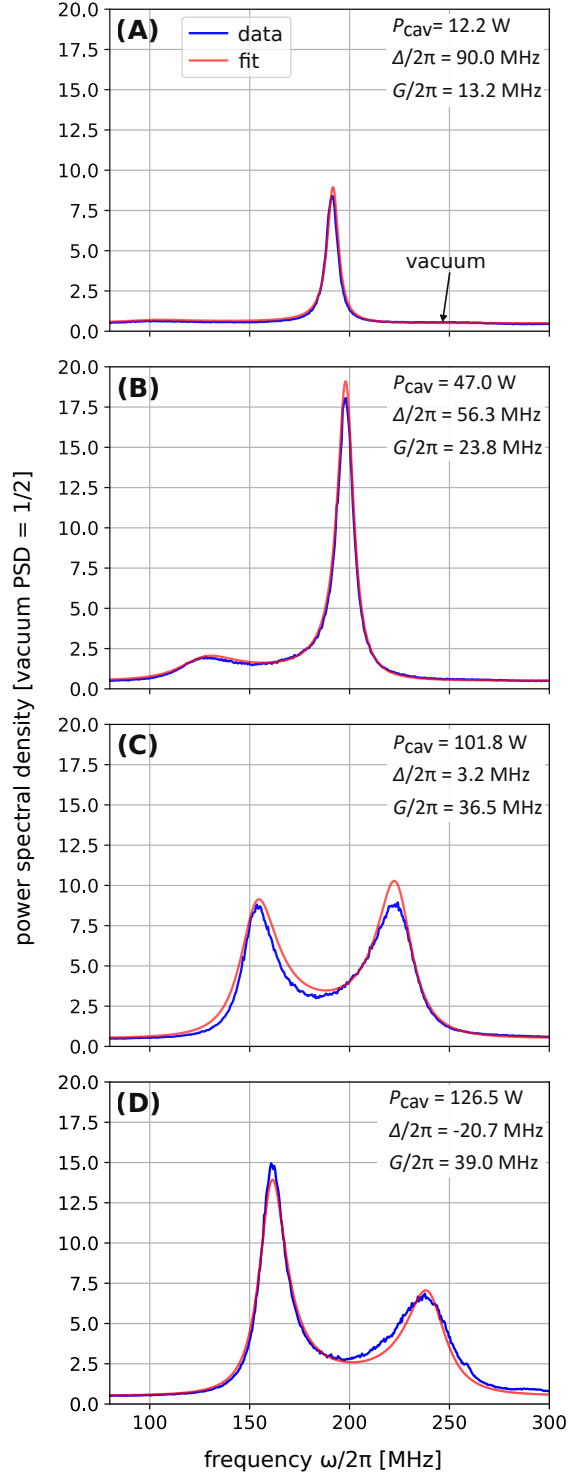 power spectral density [vacuum PSD = 1/2]
(A)
data
fit
Pcav= 12.2 W
Δ/2π = 90.0 MHz
G/2π = 13.2 MHz
vacuum
20.0
17.5
15.0
12.5
10.0
7.5
5.0
2.5
0.0
(B)
Pcav = 47.0 W
Δ/2π = 56.3 MHz
G/2π = 23.8 MHz
20.0
17.5
15.0
12.5
10.0
7.5
5.0
2.5
0.0
(C)
Pcav = 101.8 W
Δ/2π = 3.2 MHz
G/2π = 36.5 MHz
20.0
17.5
15.0
12.5
10.0
7.5
5.0
2.5
0.0
(D)
Pcav = 126.5 W
Δ/2π = -20.7 MHz
G/2π = 39.0 MHz
20.0
17.5
15.0
12.5
10.0
7.5
5.0
2.5
0.0
100 150 200 250 300
frequency ω/2π [MHz]